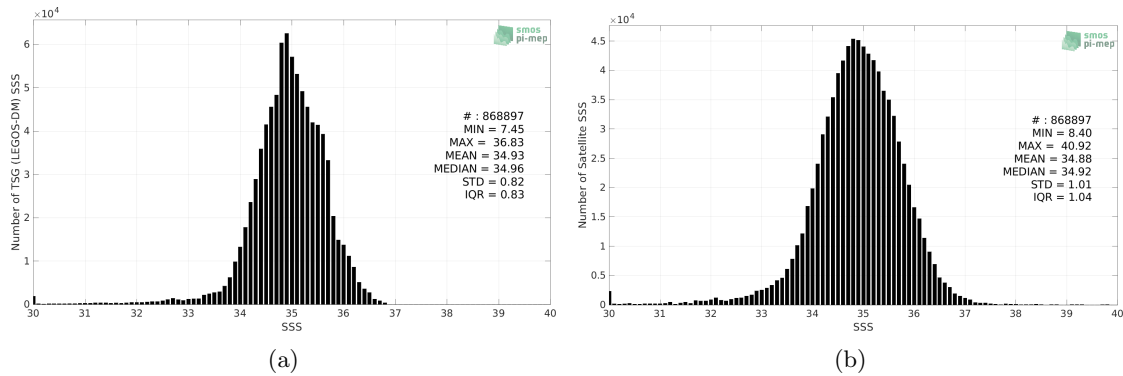 ×10⁴
smos
pi-mep
6
5
4
3
2
1
0
Number of TSG (LEGOS-DM) SSS
# : 868897
MIN = 7.45
MAX = 36.83
MEAN = 34.93
MEDIAN = 34.96
STD = 0.82
IQR = 0.83
30 31 32 33 34 35 36 37 38 39 40
SSS
(a)
×10⁴
smos
pi-mep
4.5
4
3.5
3
2.5
2
1.5
1
0.5
0
Number of Satellite SSS
# : 868897
MIN = 8.40
MAX = 40.92
MEAN = 34.88
MEDIAN = 34.92
STD = 1.01
IQR = 1.04
30 31 32 33 34 35 36 37 38 39 40
SSS
(b)